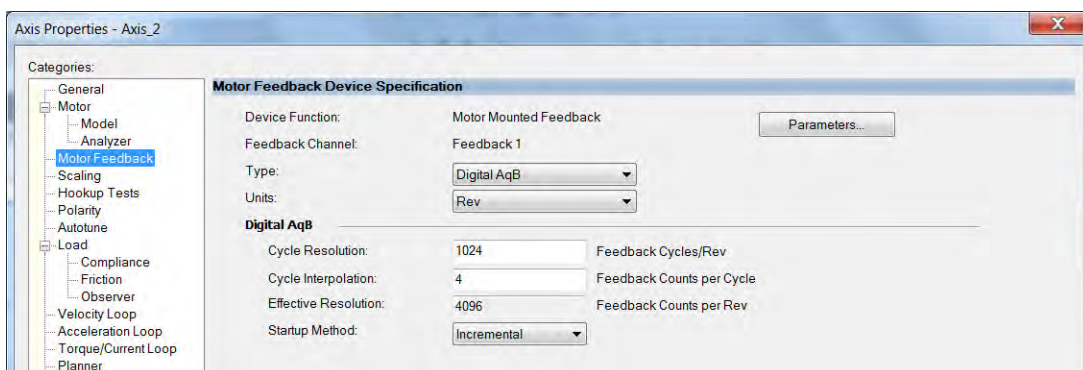 Axis Properties - Axis_2
X
Categories:
General
Motor
Model
Analyzer
Motor Feedback
Scaling
Hookup Tests
Polarity
Autotune
Load
Compliance
Friction
Observer
Velocity Loop
Acceleration Loop
Torque/Current Loop
Planner
Motor Feedback Device Specification
Device Function: Motor Mounted Feedback
Parameters...
Feedback Channel: Feedback 1
Type: Digital AqB
Units: Rev
Digital AqB
Cycle Resolution: 1024 Feedback Cycles/Rev
Cycle Interpolation: 4 Feedback Counts per Cycle
Effective Resolution: 4096 Feedback Counts per Rev
Startup Method: Incremental